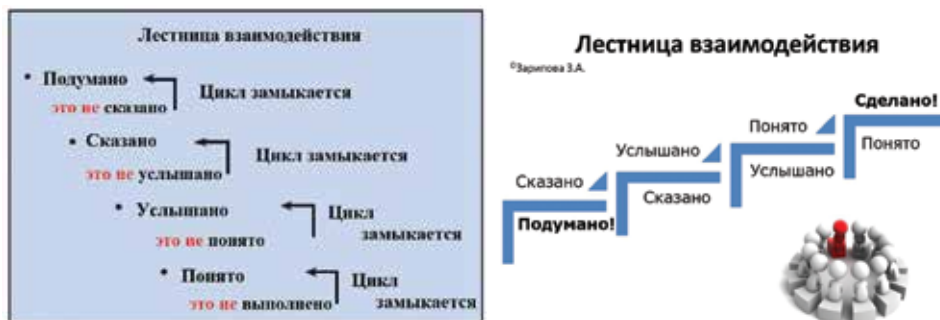 Лестница взаимодействия
• Подумано
это не сказано
Цикл замыкается
• Сказано
это не услышано
Цикл замыкается
• Услышано
это не понято
Цикл
замыкается
• Понято
это не выполнено
Цикл
замыкается
Лестница взаимодействия
©Зарипова З.А.
Сделано!
Понято
Понято
Услышано
Услышано
Сказано
Сказано
Подумано!